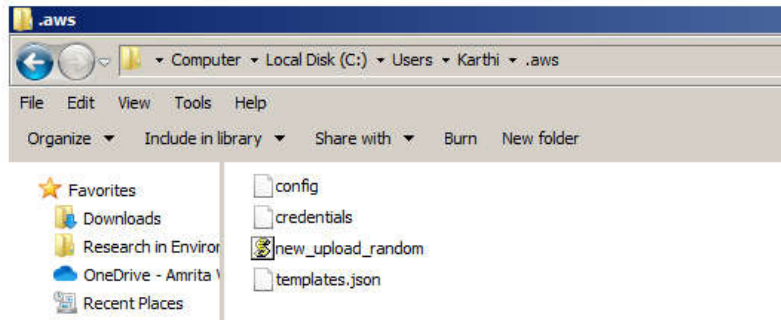 .aws
Computer Local Disk (C:) Users Karthi .aws
File Edit View Tools Help
Organize Include in library Share with Burn New folder
Favorites
Downloads
Research in Enviror
OneDrive - Amrita
Recent Places
config
credentials
new_upload_random
templates.json